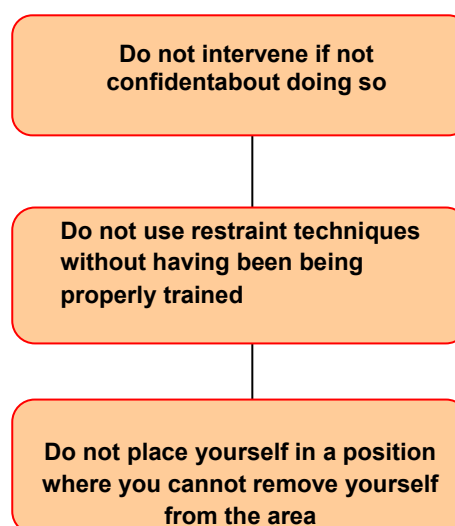 Do not intervene if not
confidentabout doing so
Do not use restraint techniques
without having been being
properly trained
Do not place yourself in a position
where you cannot remove yourself
from the area